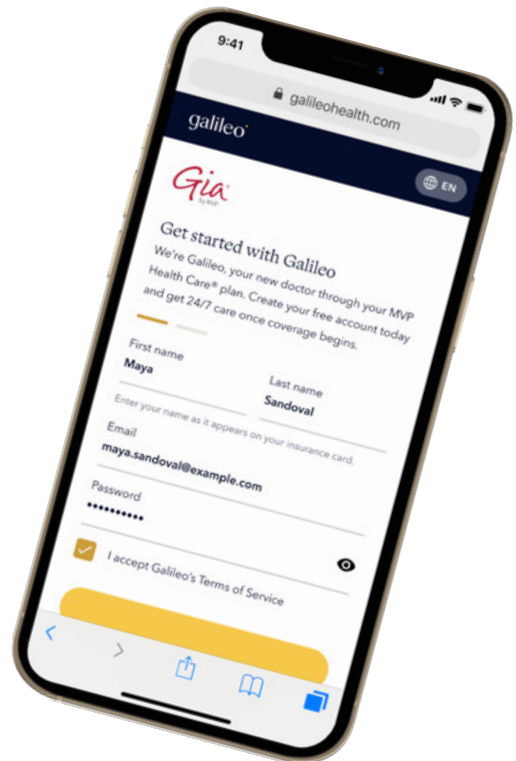 9:41
galileohealth.com
galileo
EN
Gia
by MVP
Get started with Galileo
We're Galileo, your new doctor through your MVP
Health Care® plan. Create your free account today
and get 24/7 care once coverage begins.
First name
Maya
Last name
Sandoval
Enter your name as it appears on your insurance card.
Email
maya.sandoval@example.com
Password
••••••••••
I accept Galileo's Terms of Service